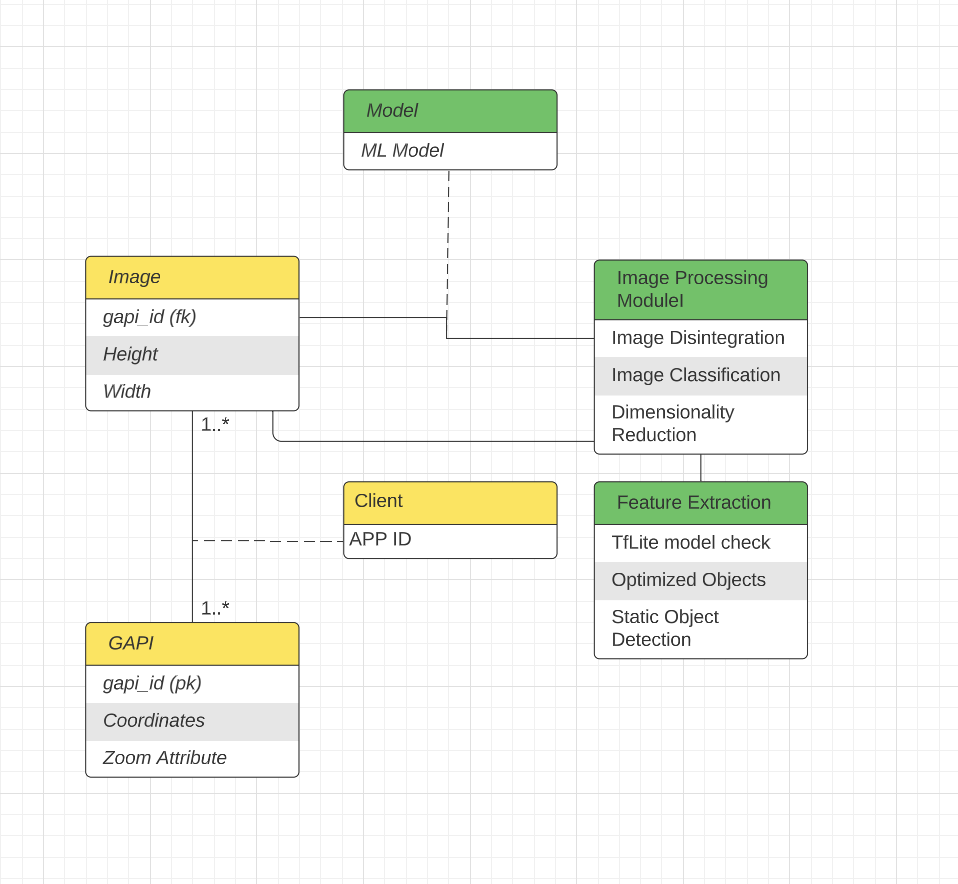 Model
ML Model
Image
gapi_id (fk)
Height
Width
1..*
Image Processing
ModuleI
Image Disintegration
Image Classification
Dimensionality
Reduction
Client
APP ID
Feature Extraction
TfLite model check
Optimized Objects
Static Object
Detection
1..*
GAPI
gapi_id (pk)
Coordinates
Zoom Attribute